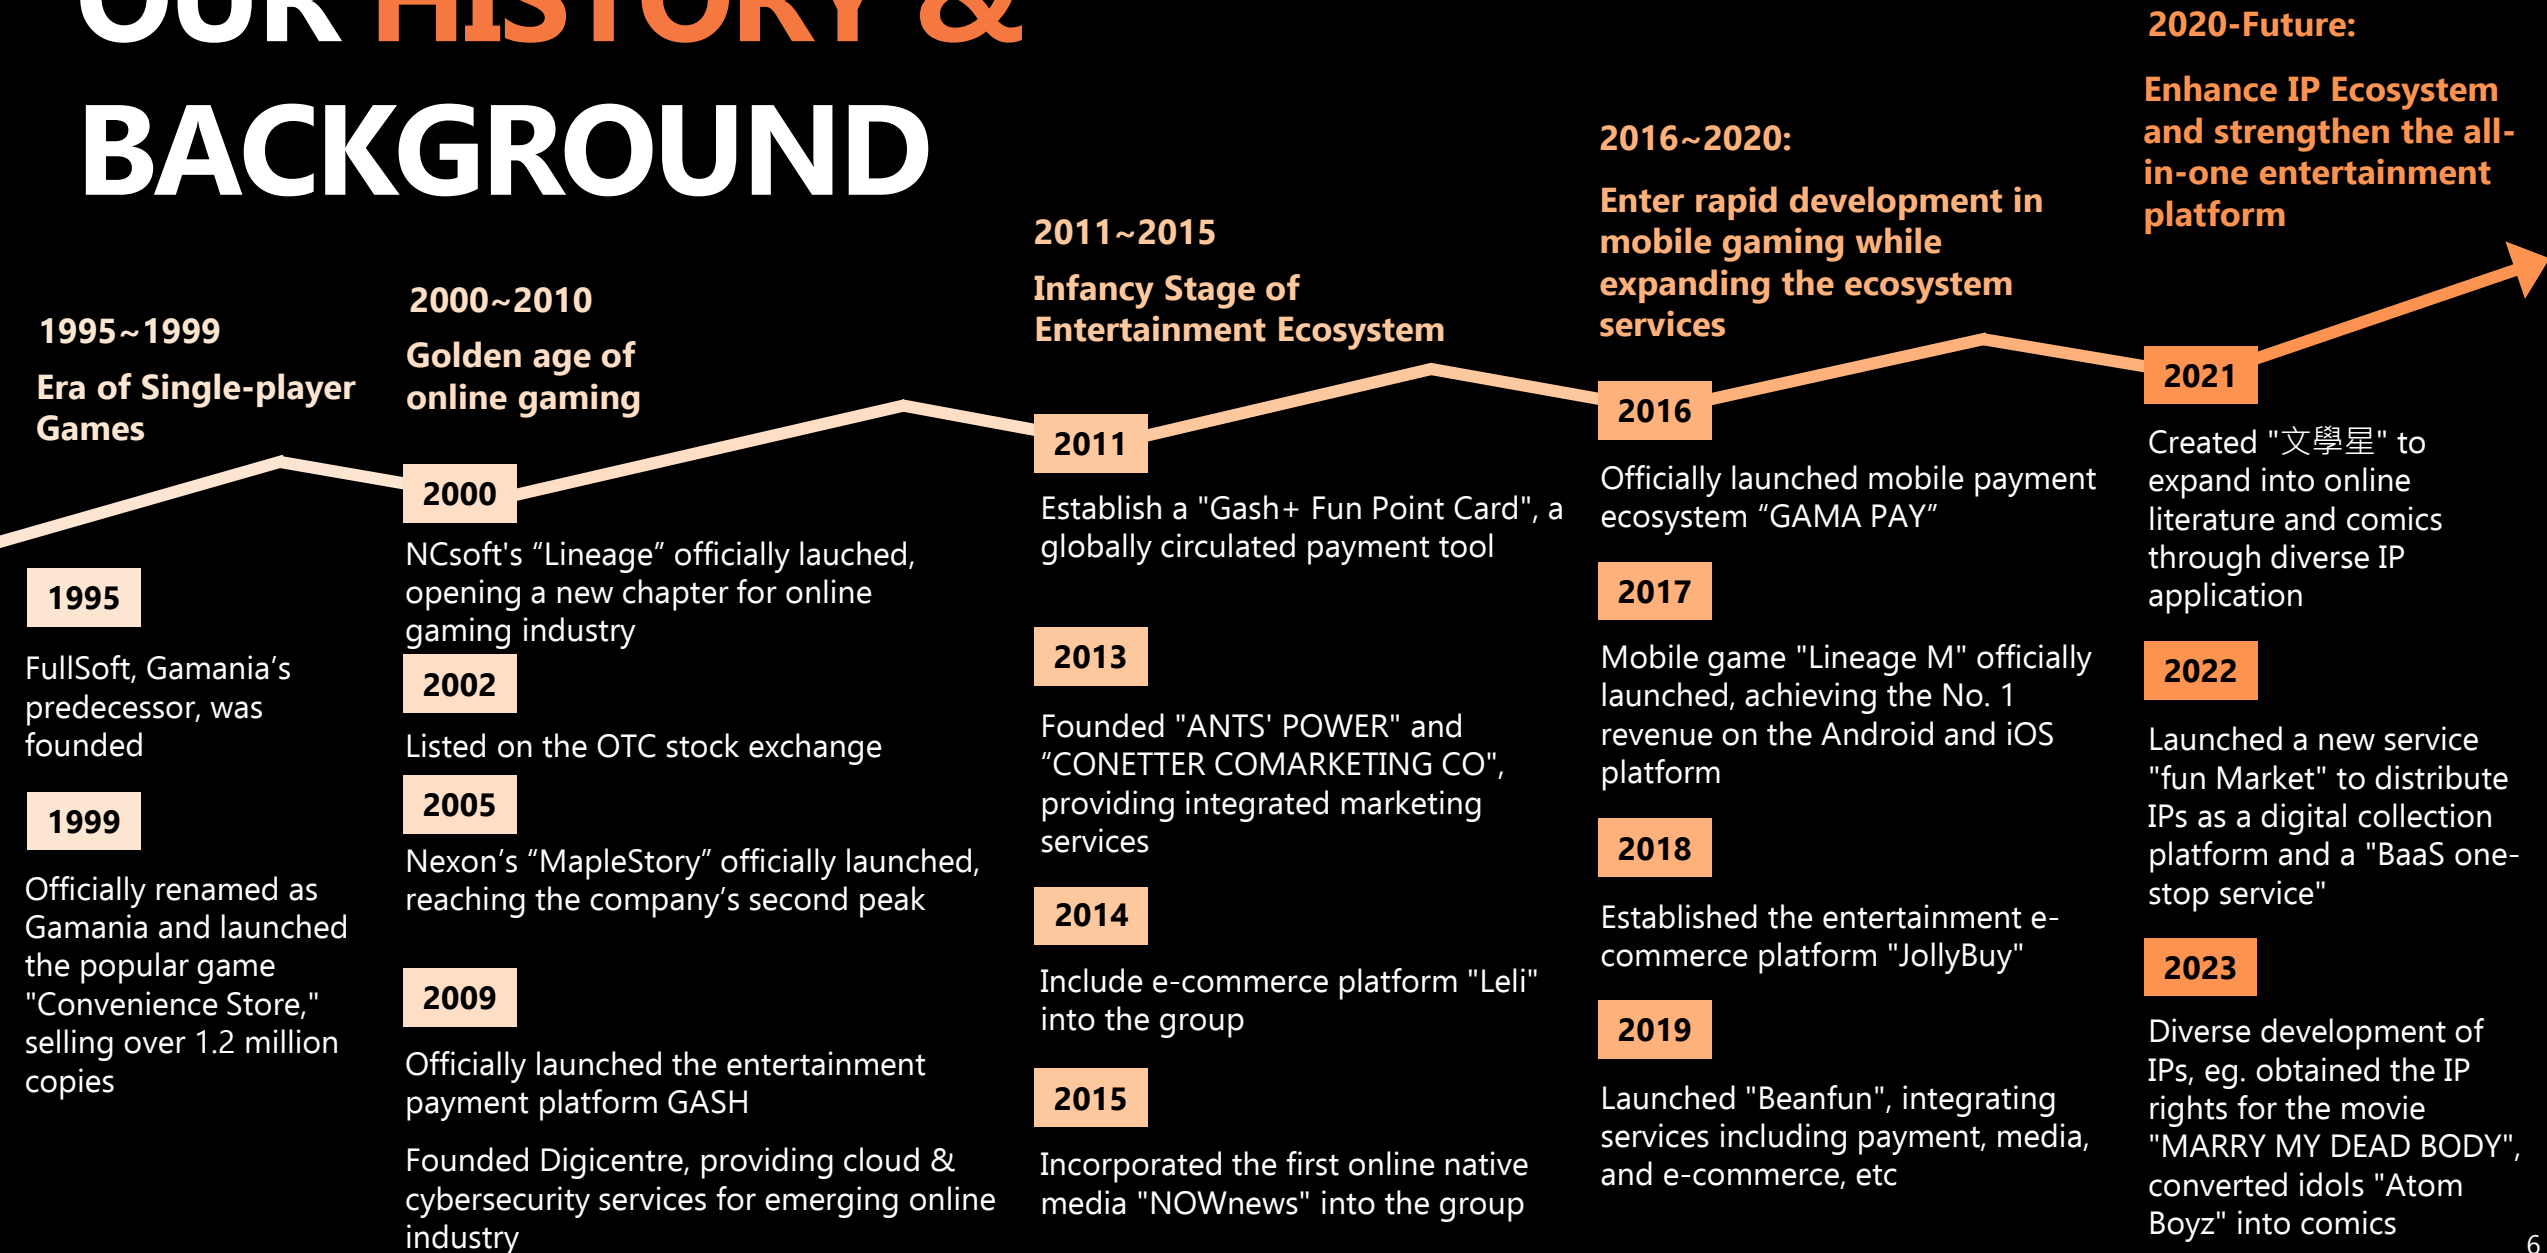 OUR HISTORY &
BACKGROUND
1995~1999
Era of Single-player
Games
1995
FullSoft, Gamania’s
predecessor, was
founded
1999
Officially renamed as
Gamania and launched
the popular game
"Convenience Store,"
selling over 1.2 million
copies
2000~2010
Golden age of
online gaming
2000
NCsoft's “Lineage” officially lauched,
opening a new chapter for online
gaming industry
2002
Listed on the OTC stock exchange
2005
Nexon’s “MapleStory” officially launched,
reaching the company’s second peak
2009
Officially launched the entertainment
payment platform GASH
Founded Digicentre, providing cloud &
cybersecurity services for emerging online
industry
2011~2015
Infancy Stage of
Entertainment Ecosystem
2011
Establish a "Gash+ Fun Point Card", a
globally circulated payment tool
2013
Founded "ANTS' POWER" and
“CONETTER COMARKETING CO",
providing integrated marketing
services
2014
Include e-commerce platform "Leli"
into the group
2015
Incorporated the first online native
media "NOWnews" into the group
2016~2020:
Enter rapid development in
mobile gaming while
expanding the ecosystem
services
2016
Officially launched mobile payment
ecosystem “GAMA PAY”
2017
Mobile game "Lineage M" officially
launched, achieving the No. 1
revenue on the Android and iOS
platform
2018
Established the entertainment e-
commerce platform "JollyBuy"
2019
Launched "Beanfun", integrating
services including payment, media,
and e-commerce, etc
2020-Future:
Enhance IP Ecosystem
and strengthen the all-
in-one entertainment
platform
2021
Created "文學星" to
expand into online
literature and comics
through diverse IP
application
2022
Launched a new service
"fun Market" to distribute
IPs as a digital collection
platform and a "BaaS one-
stop service"
2023
Diverse development of
IPs, eg. obtained the IP
rights for the movie
"MARRY MY DEAD BODY",
converted idols "Atom
Boyz" into comics
6